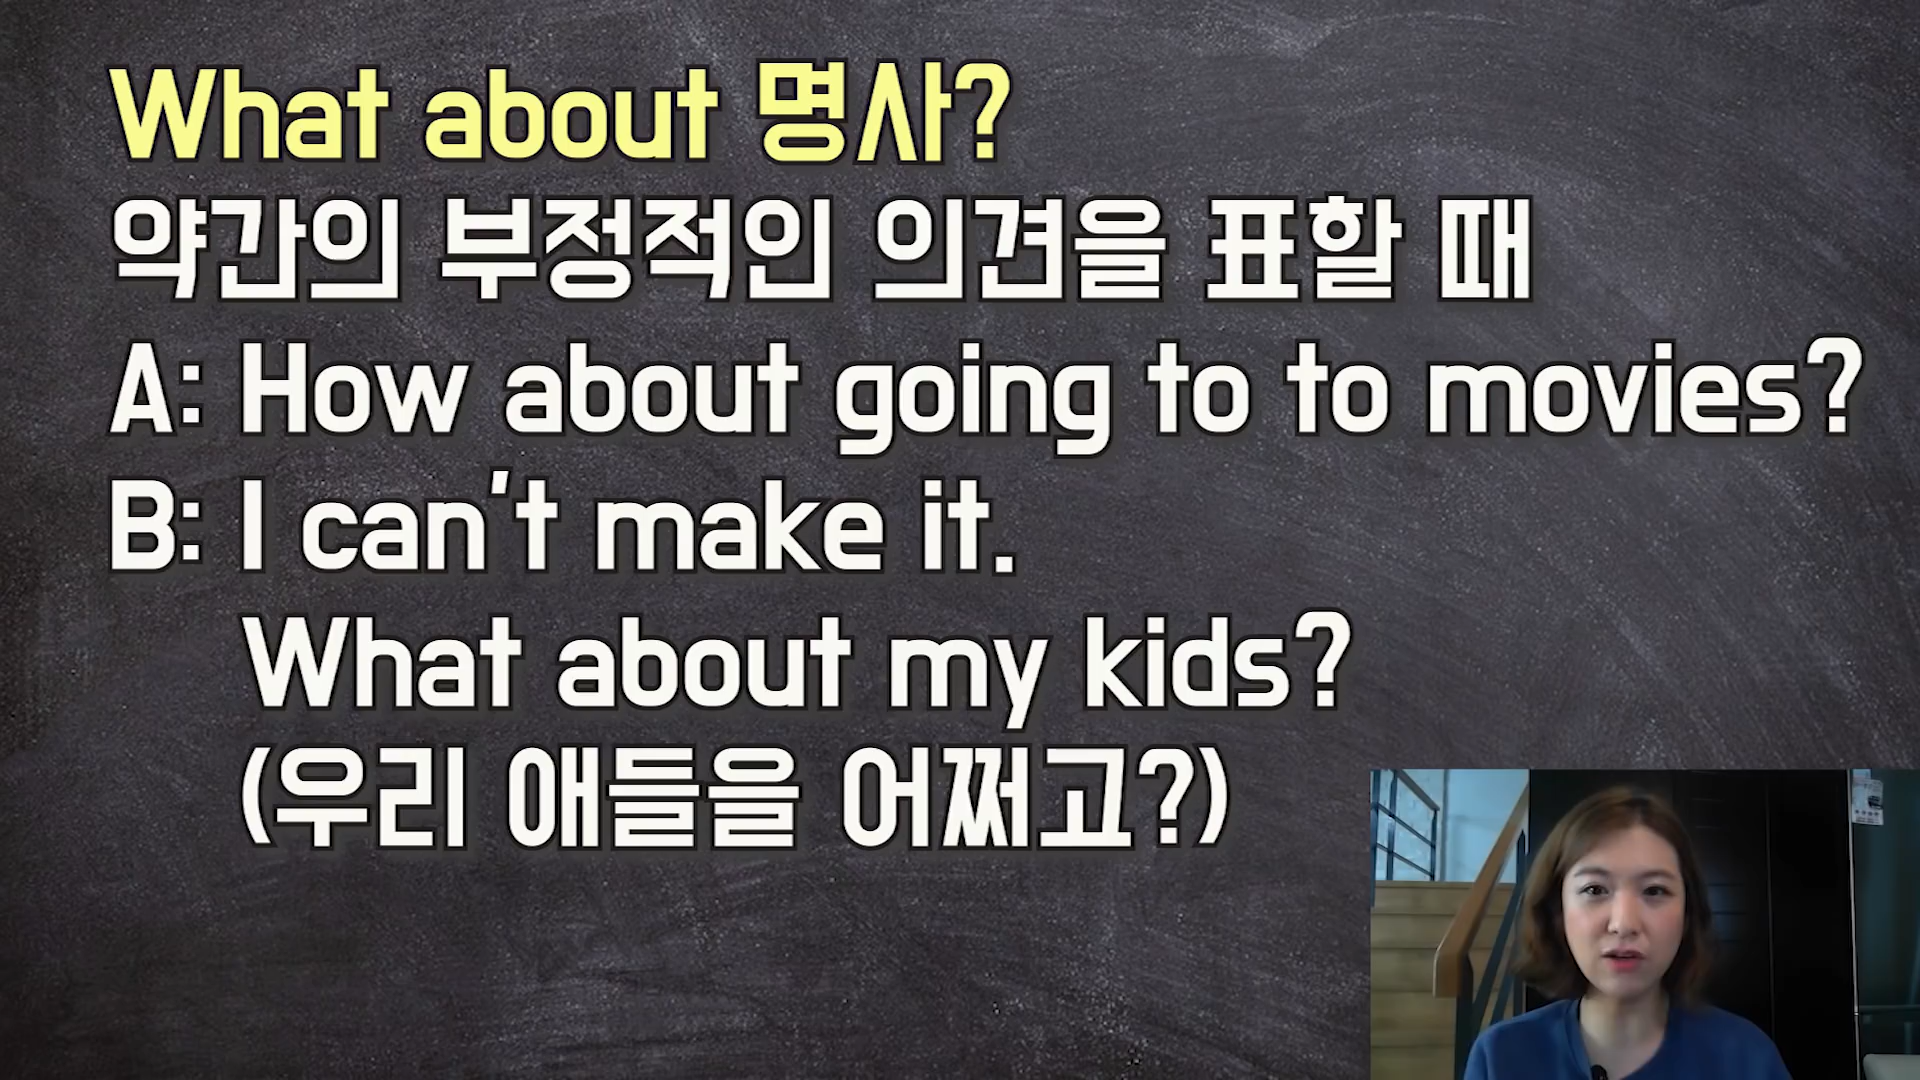 What about 명사?
약간의 부정적인 의견을 표할 때
A: How about going to to movies?
B: I can't make it.
What about my kids?
(우리 애들을 어쩌고?)